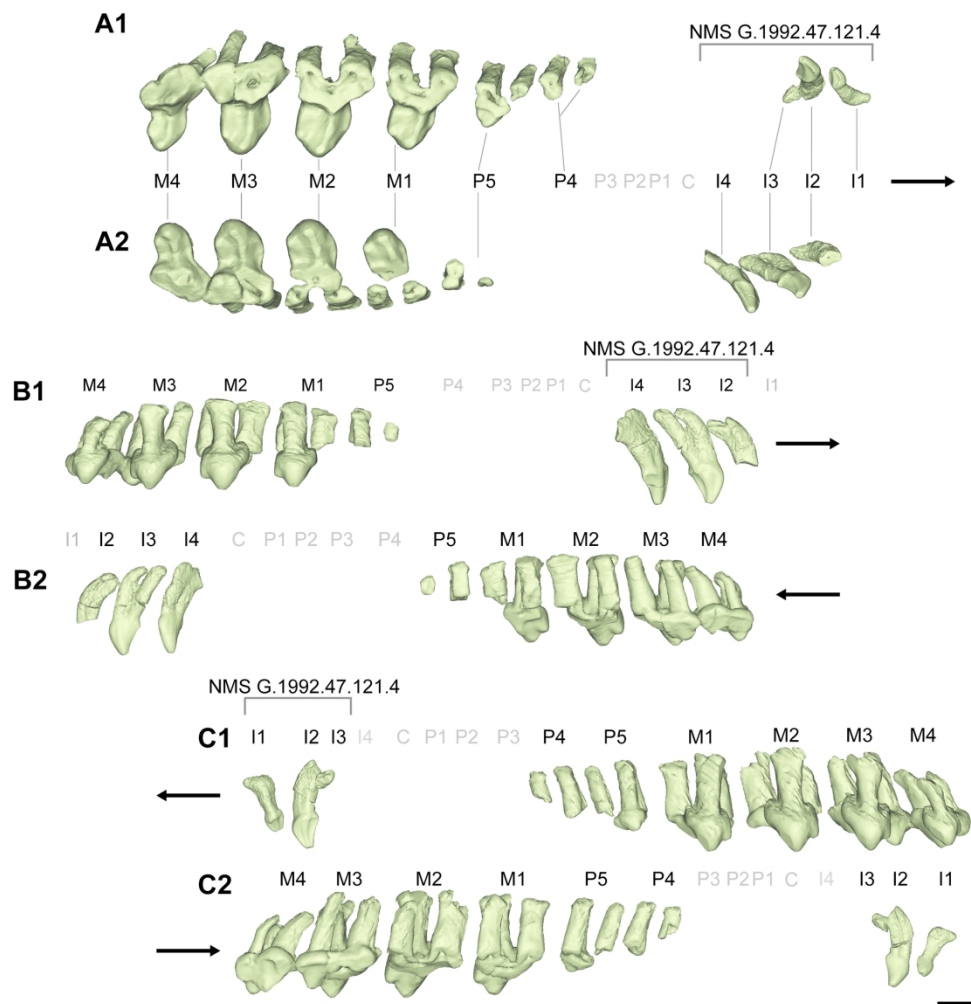 A1
NMS G.1992.47.121.4
M4 M3 M2 M1 P5 P4 P3 P2 P1 C I4 I3 I2 I1
A2
NMS G.1992.47.121.4
B1 M4 M3 M2 M1 P5 P4 P3 P2 P1 C I4 I3 I2 I1
I1 I2 I3 I4 C P1 P2 P3 P4 P5 M1 M2 M3 M4
B2
NMS G.1992.47.121.4
C1 I1 I2 I3 I4 C P1 P2 P3 P4 P5 M1 M2 M3 M4
C2 M4 M3 M2 M1 P5 P4 P3 P2 P1 C I4 I3 I2 I1